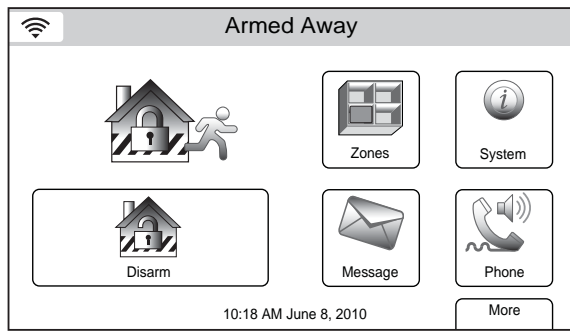 Armed Away
Zones
System
Disarm
Message
Phone
10:18 AM June 8, 2010
More